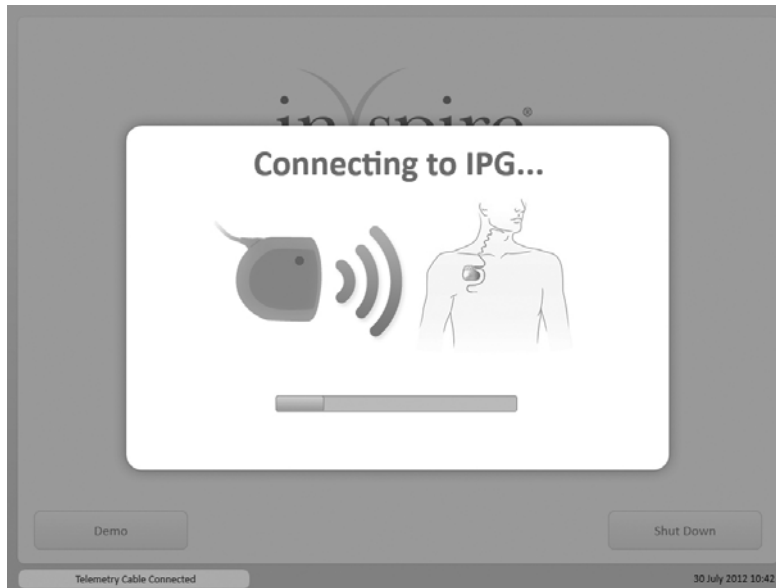 inspire®
Connecting to IPG...
Demo
Shut Down
Telemetry Cable Connected
30 July 2012 10:42